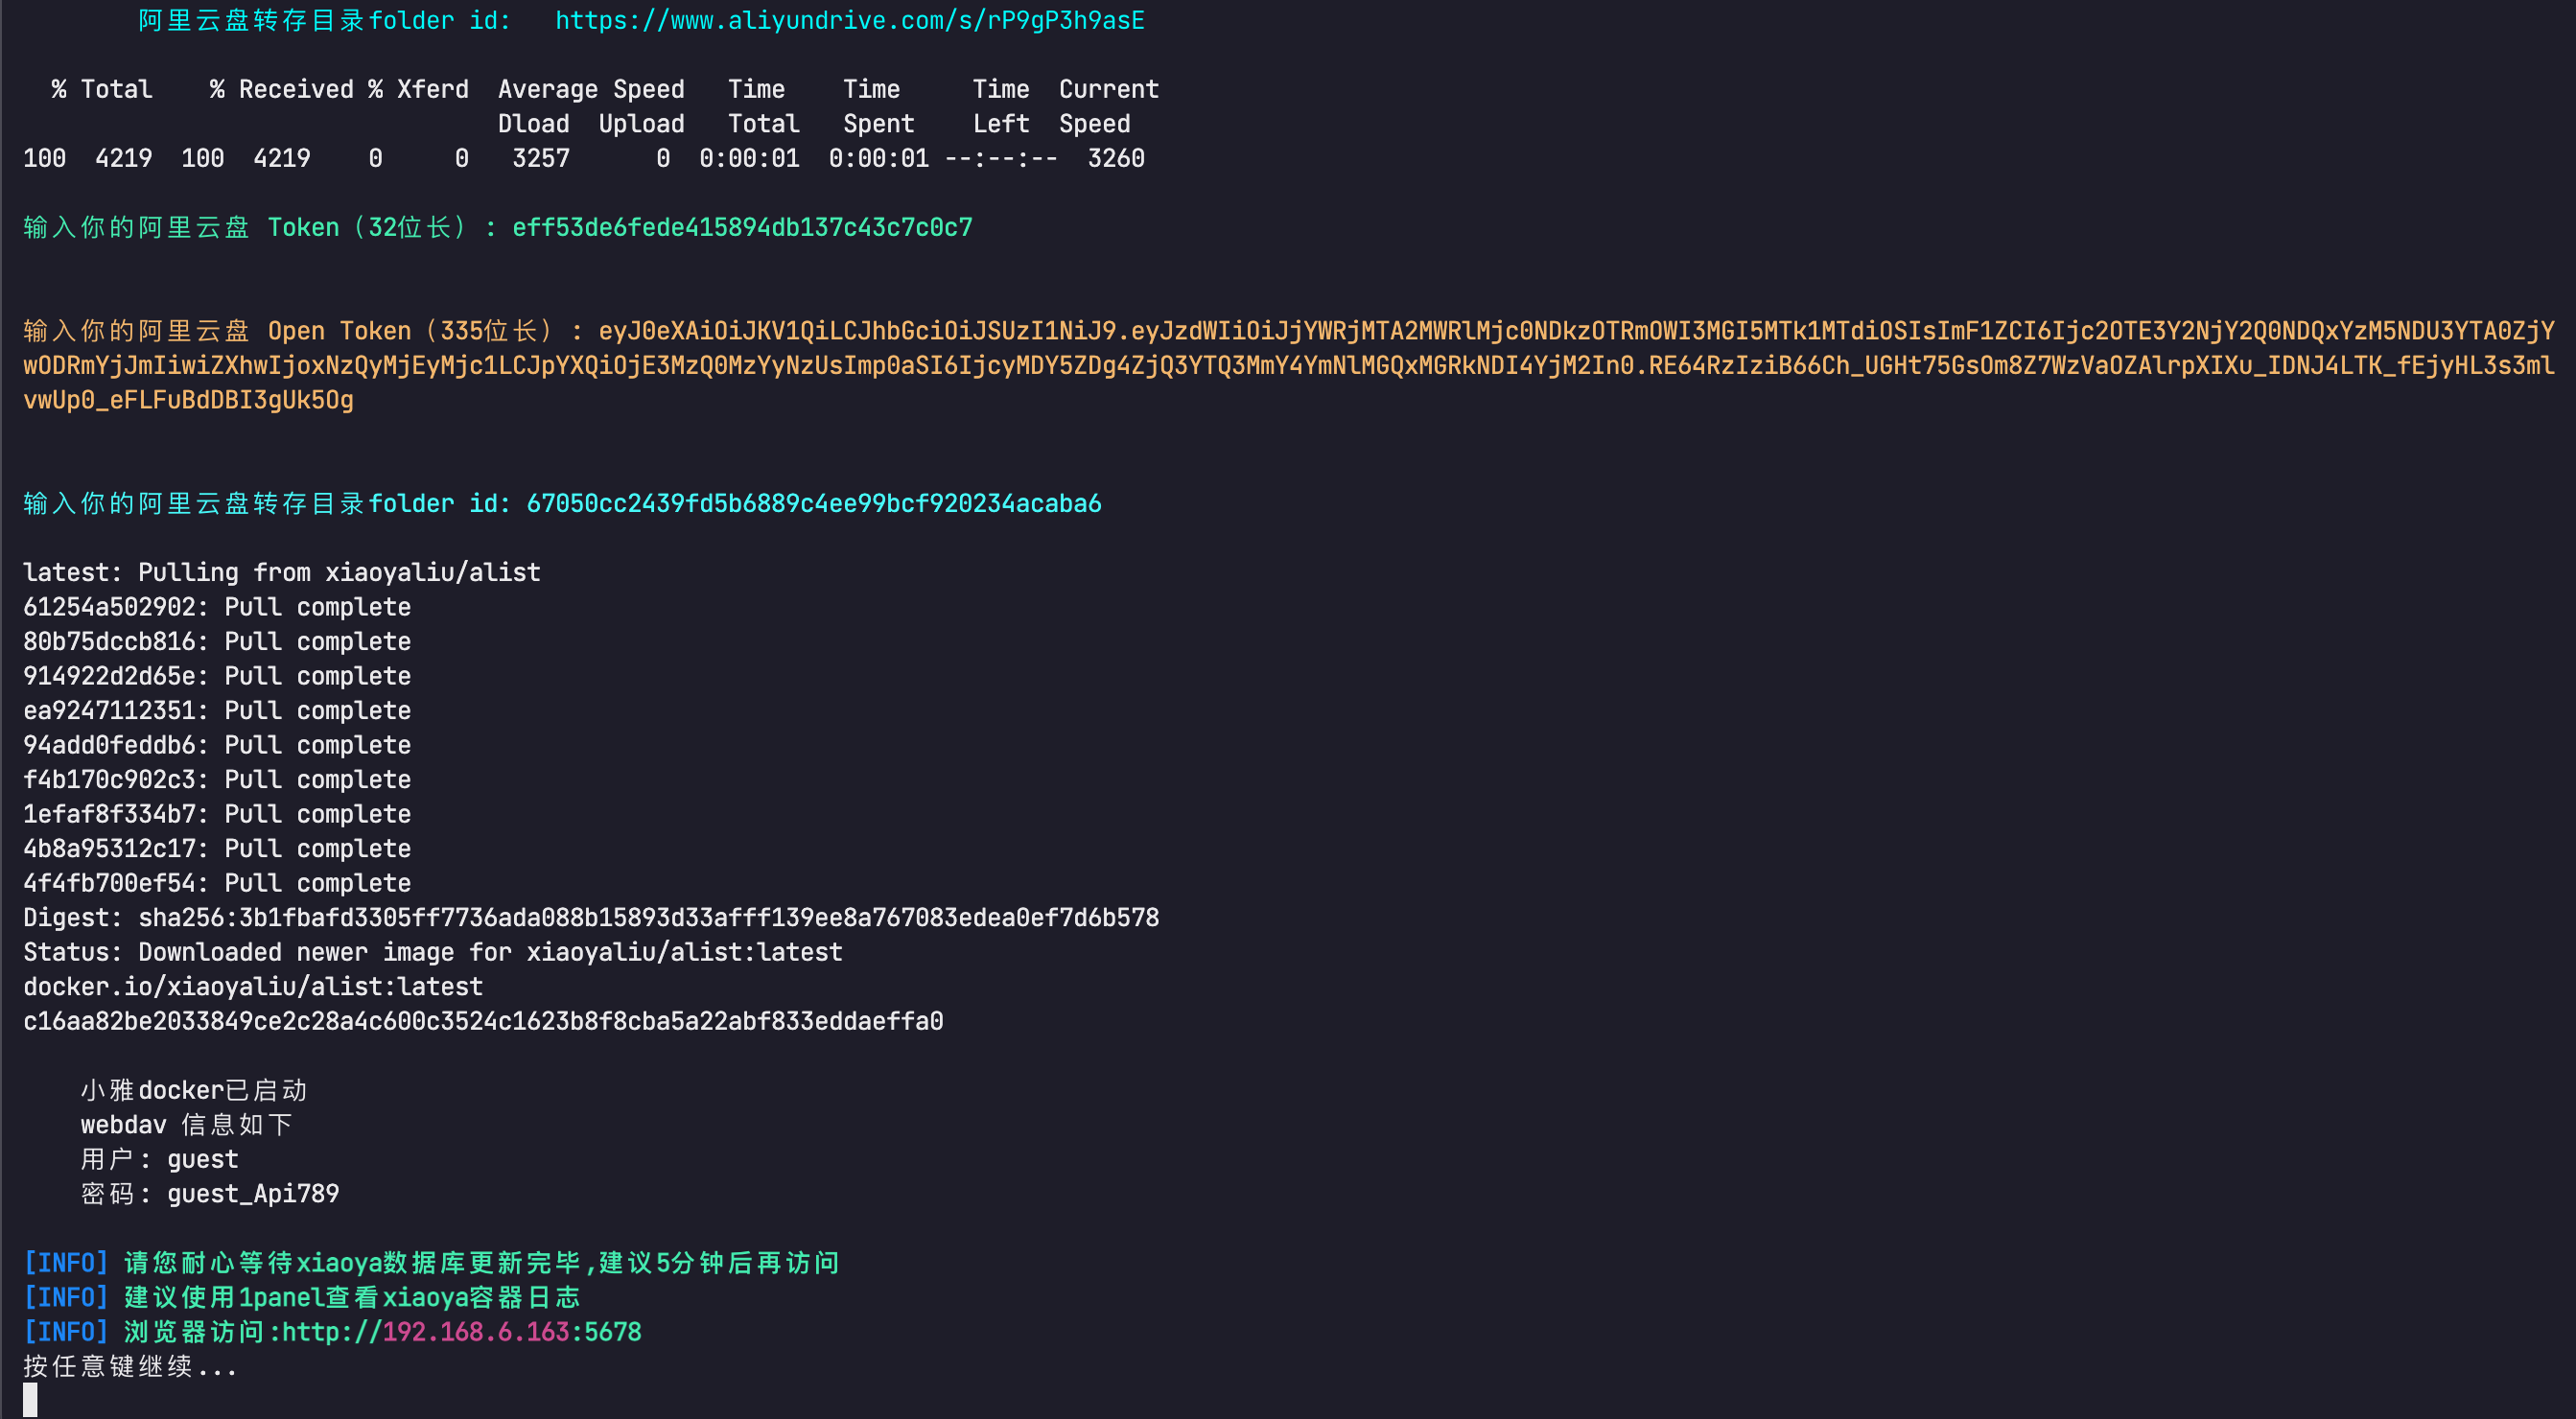 阿里云盘转存目录folder id:   https://www.aliyundrive.com/s/rP9gP3h9asE
  % Total    % Received % Xferd  Average Speed   Time    Time     Time  Current
                                 Dload  Upload   Total   Spent    Left  Speed
100  4219  100  4219    0     0   3257      0  0:00:01  0:00:01 --:--:--  3260
输入你的阿里云盘 Token（32位长）: eff53de6fede415894db137c43c7c0c7
输入你的阿里云盘 Open Token（335位长）: eyJ0eXAiOiJKV1QiLCJhbGciOiJSUzI1NiJ9.eyJzdWIiOiJjYWRjMTA2MWRlMjc0NDkzOTRmOWI3MGI5MTk1MTdiOSIsImF1ZCI6Ijc2OTE3Y2NjY2Q0NDQxYzM5NDU3YTA0ZjY
wODRmYjJmIiwiZXhwIjoxNzQyMjEyMjc1LCJpYXQiOjE3MzQ0MzYyNzUsImp0aSI6IjcyMDY5ZDg4ZjQ3YTQ3MmY4YmNlMGQxMGRkNDI4YjM2In0.RE64RzIziB66Ch_UGHt75GsOm8Z7WzVaOZAlrpXIXu_IDNJ4LTK_fEjyHL3s3ml
vwUp0_eFLFuBdDBI3gUk5Og
输入你的阿里云盘转存目录folder id: 67050cc2439fd5b6889c4ee99bcf920234acaba6
latest: Pulling from xiaoyaliu/alist
61254a502902: Pull complete
80b75dccb816: Pull complete
914922d2d65e: Pull complete
ea9247112351: Pull complete
94add0feddb6: Pull complete
f4b170c902c3: Pull complete
1efaf8f334b7: Pull complete
4b8a95312c17: Pull complete
4f4fb700ef54: Pull complete
Digest: sha256:3b1fbafd3305ff7736ada088b15893d33afff139ee8a767083edea0ef7d6b578
Status: Downloaded newer image for xiaoyaliu/alist:latest
docker.io/xiaoyaliu/alist:latest
c16aa82be2033849ce2c28a4c600c3524c1623b8f8cba5a22abf833eddaeffa0
小雅docker已启动
webdav 信息如下
用户: guest
密码: guest_Api789
[INFO] 请您耐心等待xiaoya数据库更新完毕,建议5分钟后再访问
[INFO] 建议使用1panel查看xiaoya容器日志
[INFO] 浏览器访问:http://192.168.6.163:5678
按任意键继续...